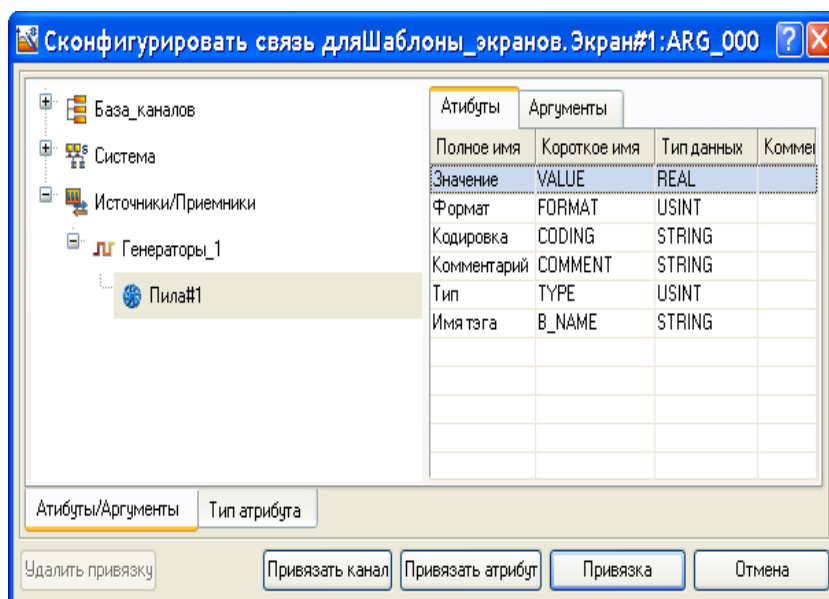 Сконфигурировать связь дляШаблоны_экранов.Экран#1:ARG_000
База_каналов
Система
Источники/Приемники
Генераторы_1
Пила#1
Атибуты Аргументы
Полное имя Короткое имя Тип данных Коммен
Значение VALUE REAL
Формат FORMAT USINT
Кодировка CODING STRING
Комментарий COMMENT STRING
Тип TYPE USINT
Имя тэга B_NAME STRING
Атибуты/Аргументы Тип атрибута
Удалить привязку Привязать канал Привязать атрибут Привязка Отмена